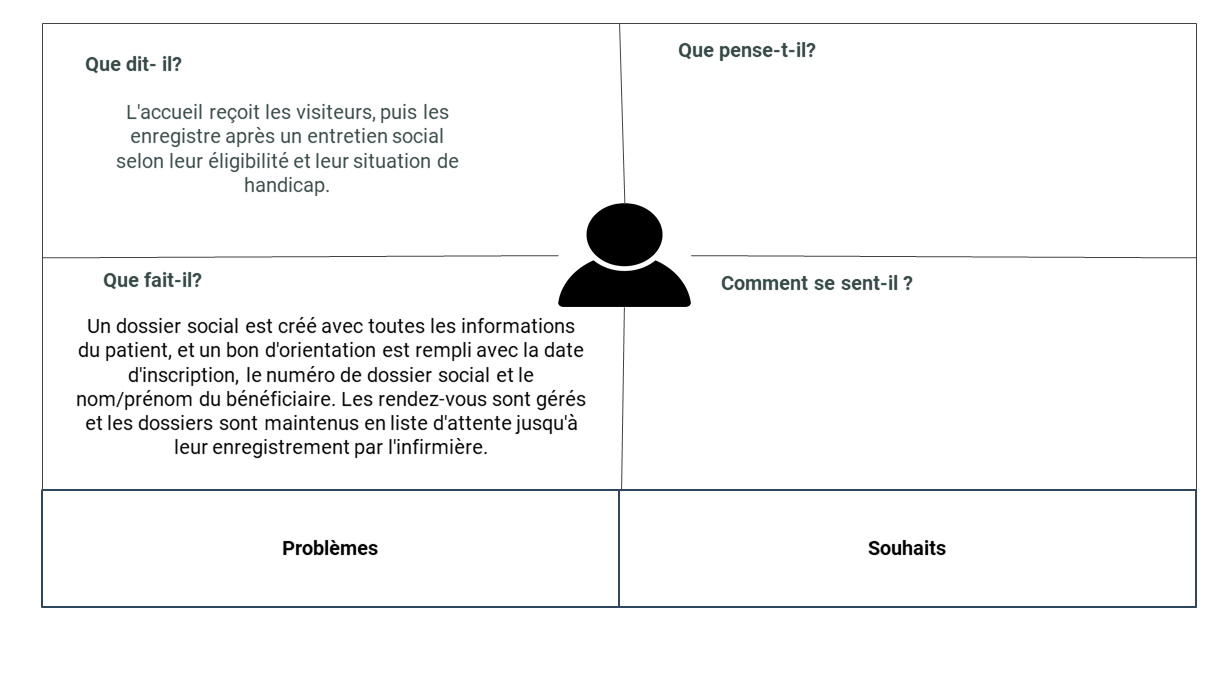 Que dit- il?
L'accueil reçoit les visiteurs, puis les
enregistre après un entretien social
selon leur éligibilité et leur situation de
handicap.
Que pense-t-il?
Que fait-il?
Un dossier social est créé avec toutes les informations
du patient, et un bon d'orientation est rempli avec la date
d'inscription, le numéro de dossier social et le
nom/prénom du bénéficiaire. Les rendez-vous sont gérés
et les dossiers sont maintenus en liste d'attente jusqu'à
leur enregistrement par l'infirmière.
Comment se sent-il ?
Problèmes
Souhaits